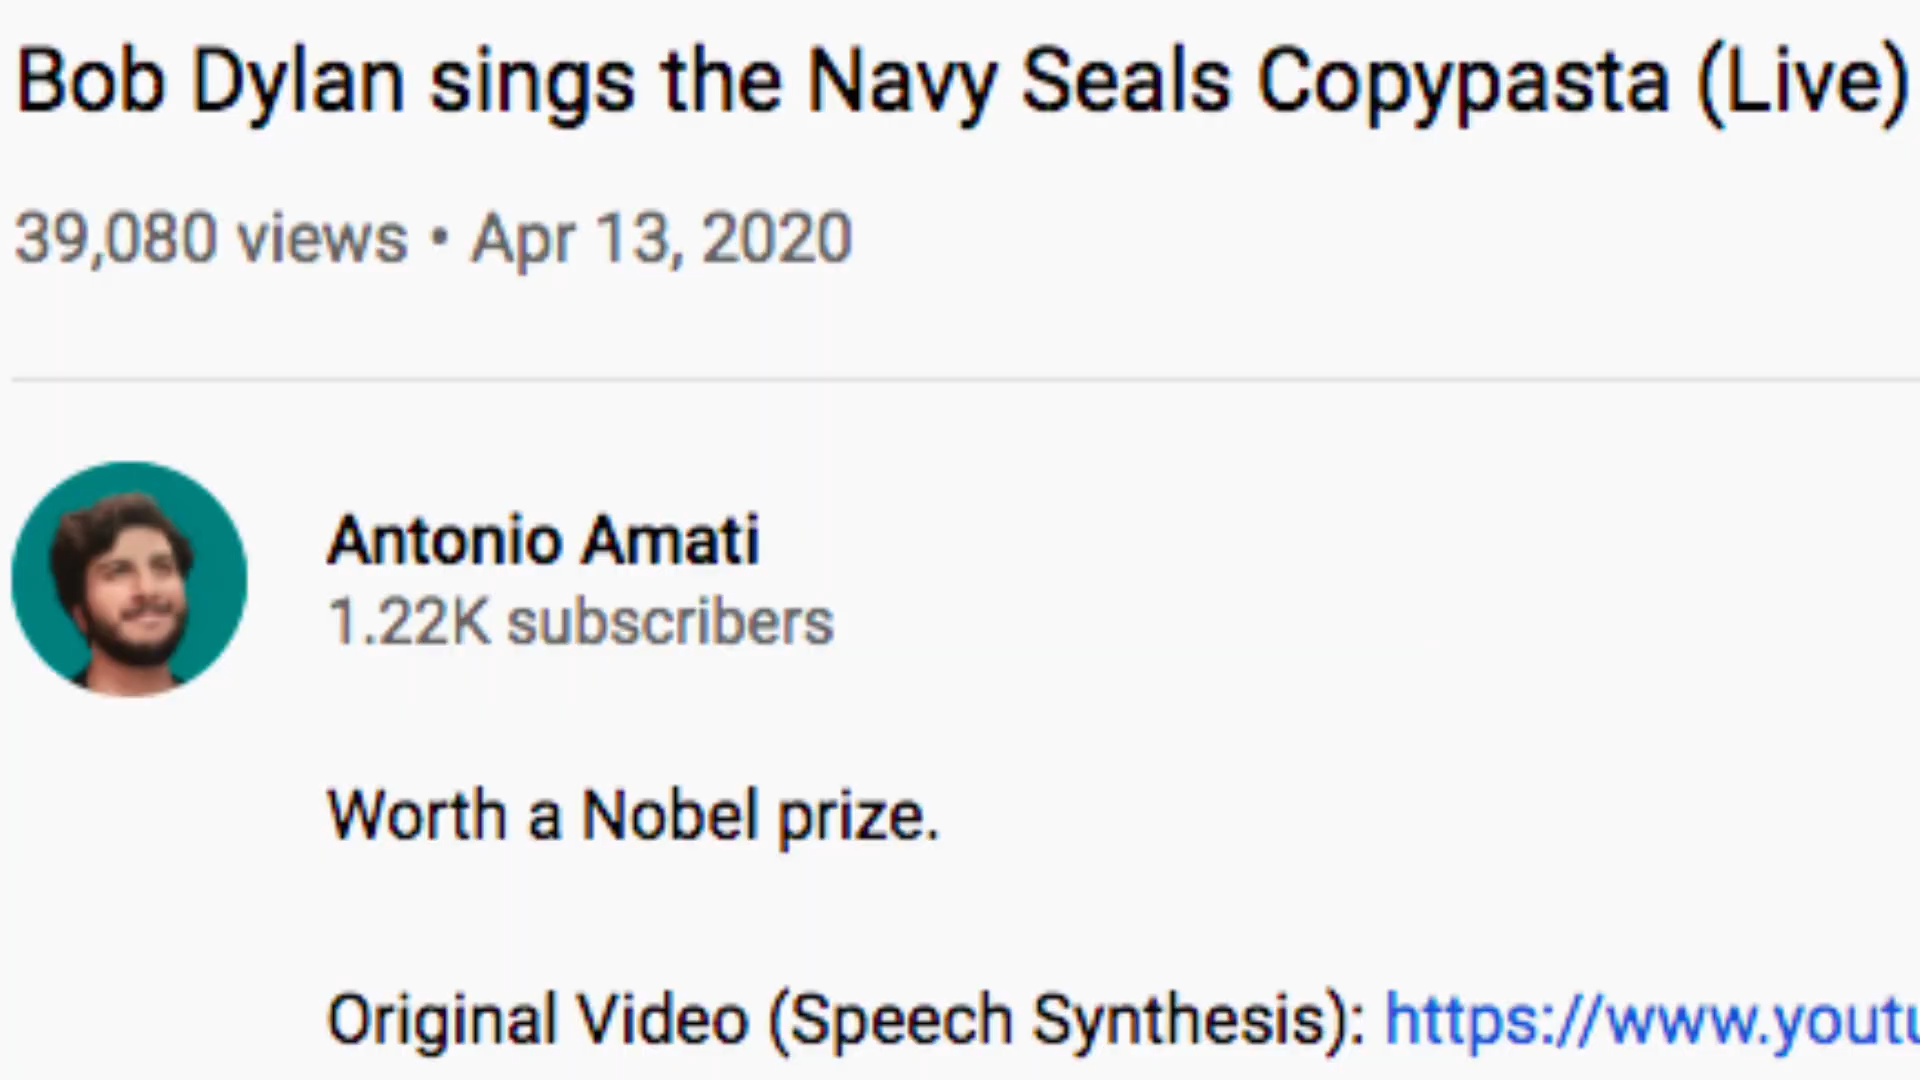 Bob Dylan sings the Navy Seals Copypasta (Live)
39,080 views • Apr 13, 2020
Antonio Amati
1.22K subscribers
Worth a Nobel prize.
Original Video (Speech Synthesis): https://www.youtu